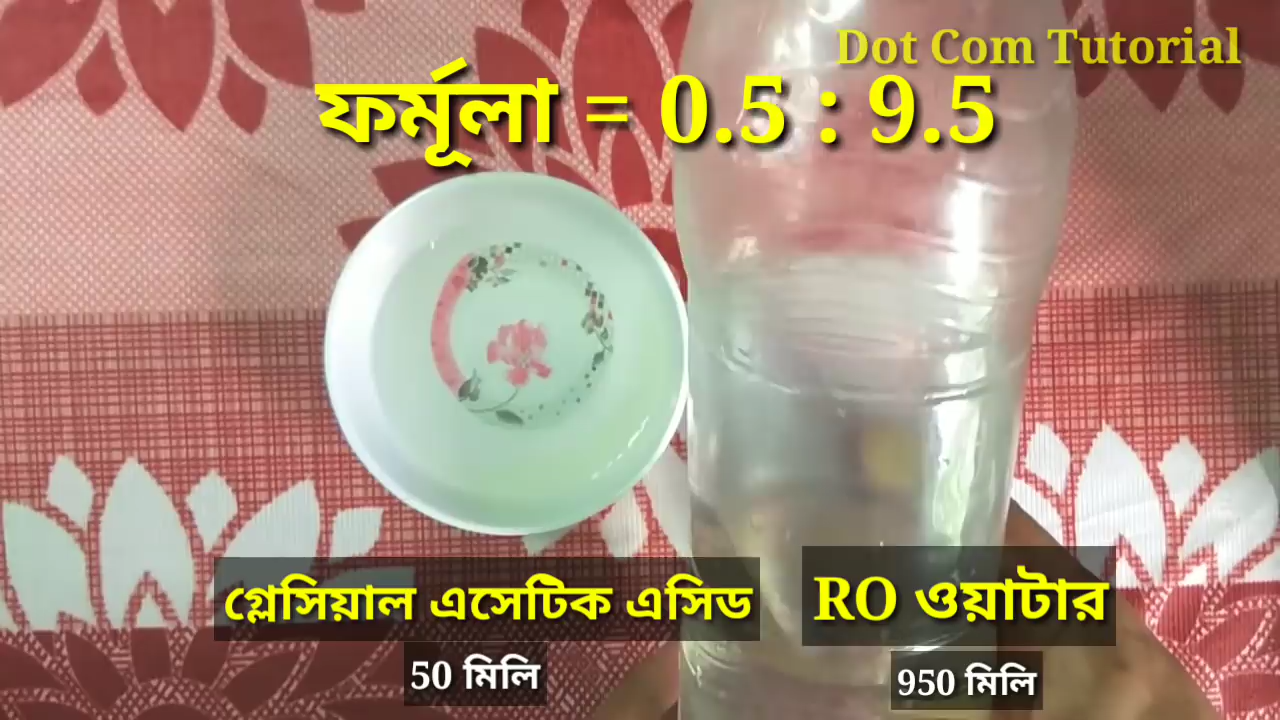 Dot Com Tutorial
ফর্মূলা = 0.5 : 9.5
গ্লেসিয়াল এসেটিক এসিড
RO ওয়াটার
50 মিলি
950 মিলি